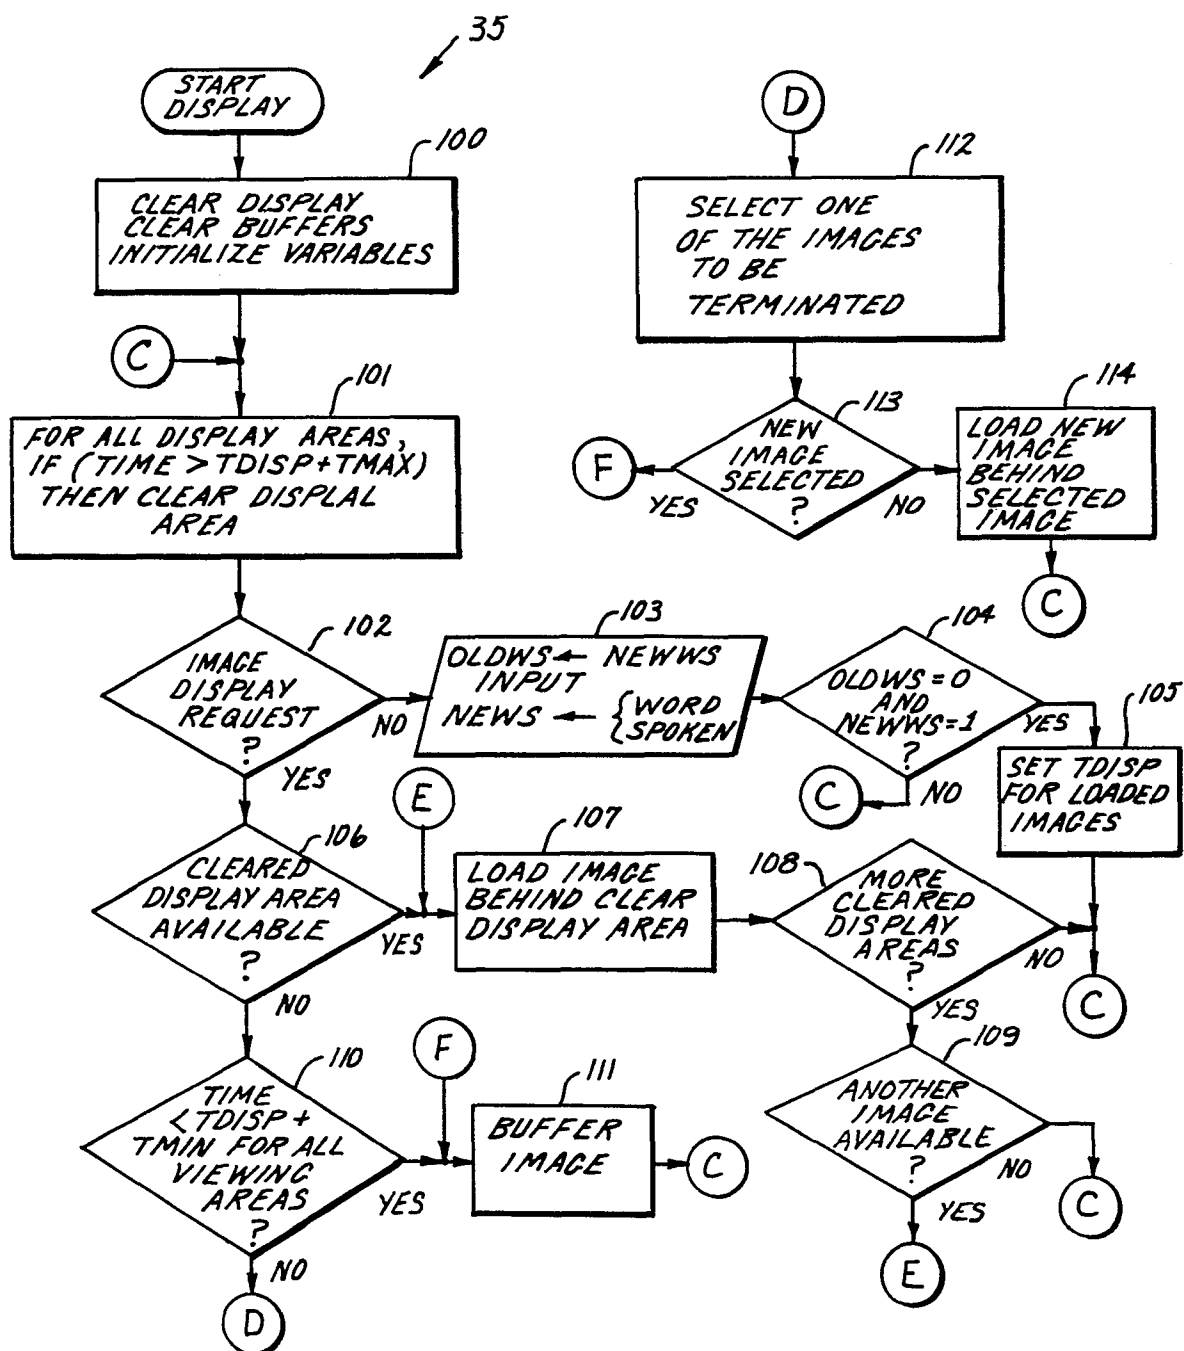 35
START
DISPLAY
100
CLEAR DISPLAY
CLEAR BUFFERS
INITIALIZE VARIABLES
C
101
FOR ALL DISPLAY AREAS,
IF (TIME > TDISP + TMAX)
THEN CLEAR DISPLAL
AREA
102
IMAGE
DISPLAY
REQUEST
?
NO
YES
103
OLDWS ← NEWWS
INPUT
NEWS ← { WORD
SPOKEN
104
OLDWS = 0
AND
NEWWS = 1
?
YES
NO
C
105
SET TDISP
FOR LOADED
IMAGES
106
CLEARED
DISPLAY AREA
AVAILABLE
?
YES
NO
E
107
LOAD IMAGE
BEHIND CLEAR
DISPLAY AREA
108
MORE
CLEARED
DISPLAY
AREAS
?
NO
YES
C
109
ANOTHER
IMAGE
AVAILABLE
?
NO
YES
C
E
110
TIME
< TDISP +
TMIN FOR ALL
VIEWING
AREAS
?
YES
NO
D
F
111
BUFFER
IMAGE
C
D
112
SELECT ONE
OF THE IMAGES
TO BE
TERMINATED
113
NEW
IMAGE
SELECTED
?
YES
NO
F
114
LOAD NEW
IMAGE
BEHIND
SELECTED
IMAGE
C